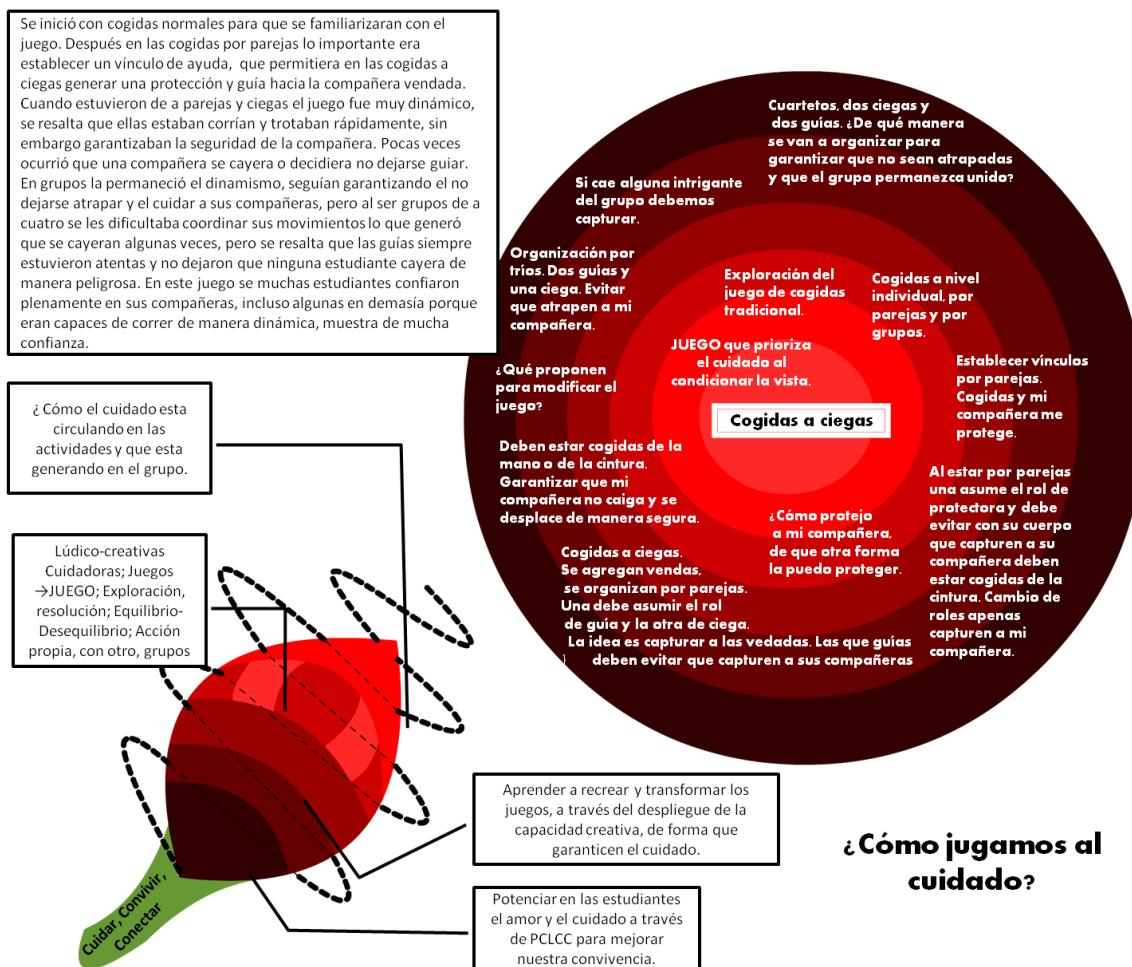 Se inició con cogidas normales para que se familiarizaran con el
juego. Después en las cogidas por parejas lo importante era
establecer un vínculo de ayuda, que permitiera en las cogidas a
ciegas generar una protección y guía hacia la compañera vendada.
Cuando estuvieron de a parejas y ciegas el juego fue muy dinámico,
se resalta que ellas estaban corrían y trotaban rápidamente, sin
embargo garantizaban la seguridad de la compañera. Pocas veces
ocurrió que una compañera se cayera o decidiera no dejarse guiar.
En grupos la permaneció el dinamismo, seguían garantizando el no
dejarse atrapar y el cuidar a sus compañeras, pero al ser grupos de a
cuatro se les dificultaba coordinar sus movimientos lo que generó
que se cayeran algunas veces, pero se resalta que las guías siempre
estuvieron atentas y no dejaron que ninguna estudiante cayera de
manera peligrosa. En este juego se muchas estudiantes confiaron
plenamente en sus compañeras, incluso algunas en demasía porque
eran capaces de correr de manera dinámica, muestra de mucha
confianza.
Cuartetos, dos ciegas y
dos guías. ¿De qué manera
se van a organizar para
garantizar que no sean atrapadas
y que el grupo permanezca unido?
Si cae alguna intrigante
del grupo debemos
capturar.
Organización por
tríos. Dos guías y
una ciega. Evitar
que atrapen a mi
compañera.
Exploración del
juego de cogidas
tradicional.
Cogidas a nivel
individual, por
parejas y por
grupos.
JUEGO que prioriza
el cuidado al
condicionar la vista.
¿Qué proponen
para modificar el
juego?
Establecer vínculos
por parejas.
Cogidas y mi
compañera me
protege.
Cogidas a ciegas
Deben estar cogidas de la
mano o de la cintura.
Garantizar que mi
compañera no caiga y se
desplace de manera segura.
Al estar por parejas
una asume el rol de
protectora y debe
evitar con su cuerpo
que capturen a su
compañera deben
estar cogidas de la
cintura. Cambio de
roles apenas
capturen a mi
compañera.
¿Cómo protejo
a mi compañera,
de que otra forma
la puedo proteger.
Cogidas a ciegas.
Se agregan vendas,
se organizan por parejas.
Una debe asumir el rol
de guía y la otra de ciega.
La idea es capturar a las vedadas. Las que guías
deben evitar que capturen a sus compañeras
¿ Cómo el cuidado esta
circulando en las
actividades y que esta
generando en el grupo.
Lúdico-creativas
Cuidadoras; Juegos
→JUEGO; Exploración,
resolución; Equilibrio-
Desequilibrio; Acción
propia, con otro, grupos
Aprender a recrear y transformar los
juegos, a través del despliegue de la
capacidad creativa, de forma que
garanticen el cuidado.
¿Cómo jugamos al
cuidado?
Potenciar en las estudiantes
el amor y el cuidado a través
de PCLCC para mejorar
nuestra convivencia.
Cuidar, Convivir,
Conectar